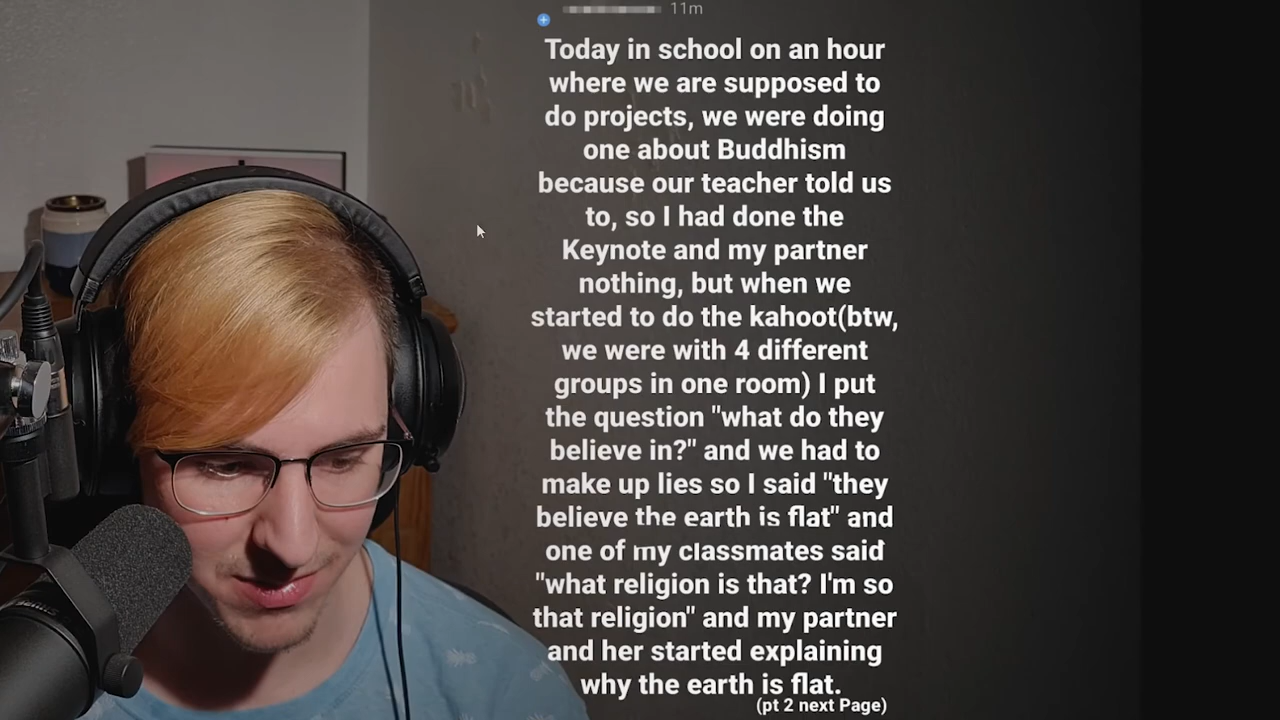 11m
Today in school on an hour
where we are supposed to
do projects, we were doing
one about Buddhism
because our teacher told us
to, so I had done the
Keynote and my partner
nothing, but when we
started to do the kahoot(btw,
we were with 4 different
groups in one room) I put
the question "what do they
believe in?" and we had to
make up lies so I said "they
believe the earth is flat" and
one of my classmates said
"what religion is that? I'm so
that religion" and my partner
and her started explaining
why the earth is flat.
(pt 2 next Page)